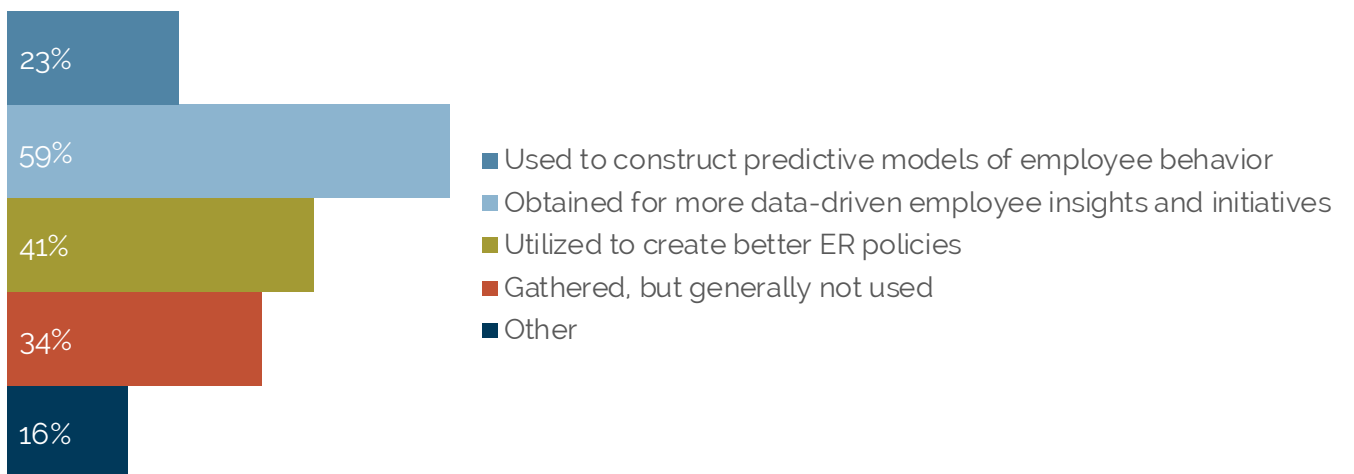 23%
59%
41%
34%
16%
Used to construct predictive models of employee behavior
Obtained for more data-driven employee insights and initiatives
Utilized to create better ER policies
Gathered, but generally not used
Other